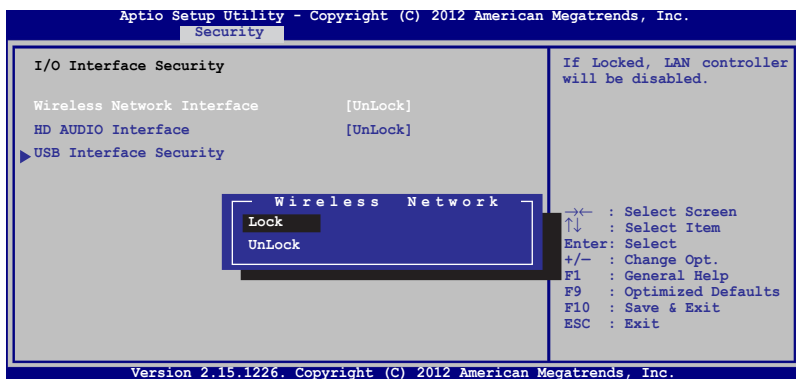 Aptio Setup Utility - Copyright (C) 2012 American Megatrends, Inc.
Security
I/O Interface Security
Wireless Network Interface [UnLock]
HD AUDIO Interface [UnLock]
USB Interface Security
If Locked, LAN controller
will be disabled.
Wireless Network
Lock
UnLock
→← : Select Screen
↑↓ : Select Item
Enter: Select
+/— : Change Opt.
F1 : General Help
F9 : Optimized Defaults
F10 : Save & Exit
ESC : Exit
Version 2.15.1226. Copyright (C) 2012 American Megatrends, Inc.